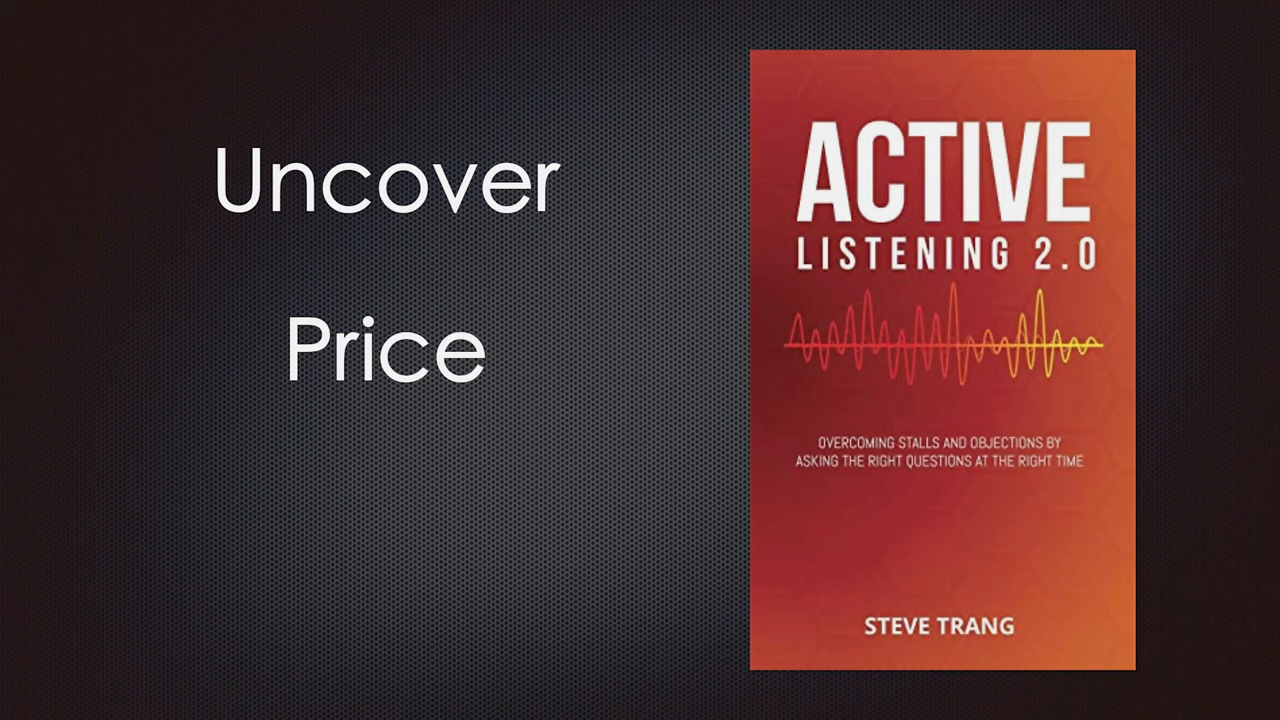 Uncover
Price
ACTIVE
LISTENING 2.0
OVERCOMING STALLS AND OBJECTIONS BY
ASKING THE RIGHT QUESTIONS AT THE RIGHT TIME
STEVE TRANG